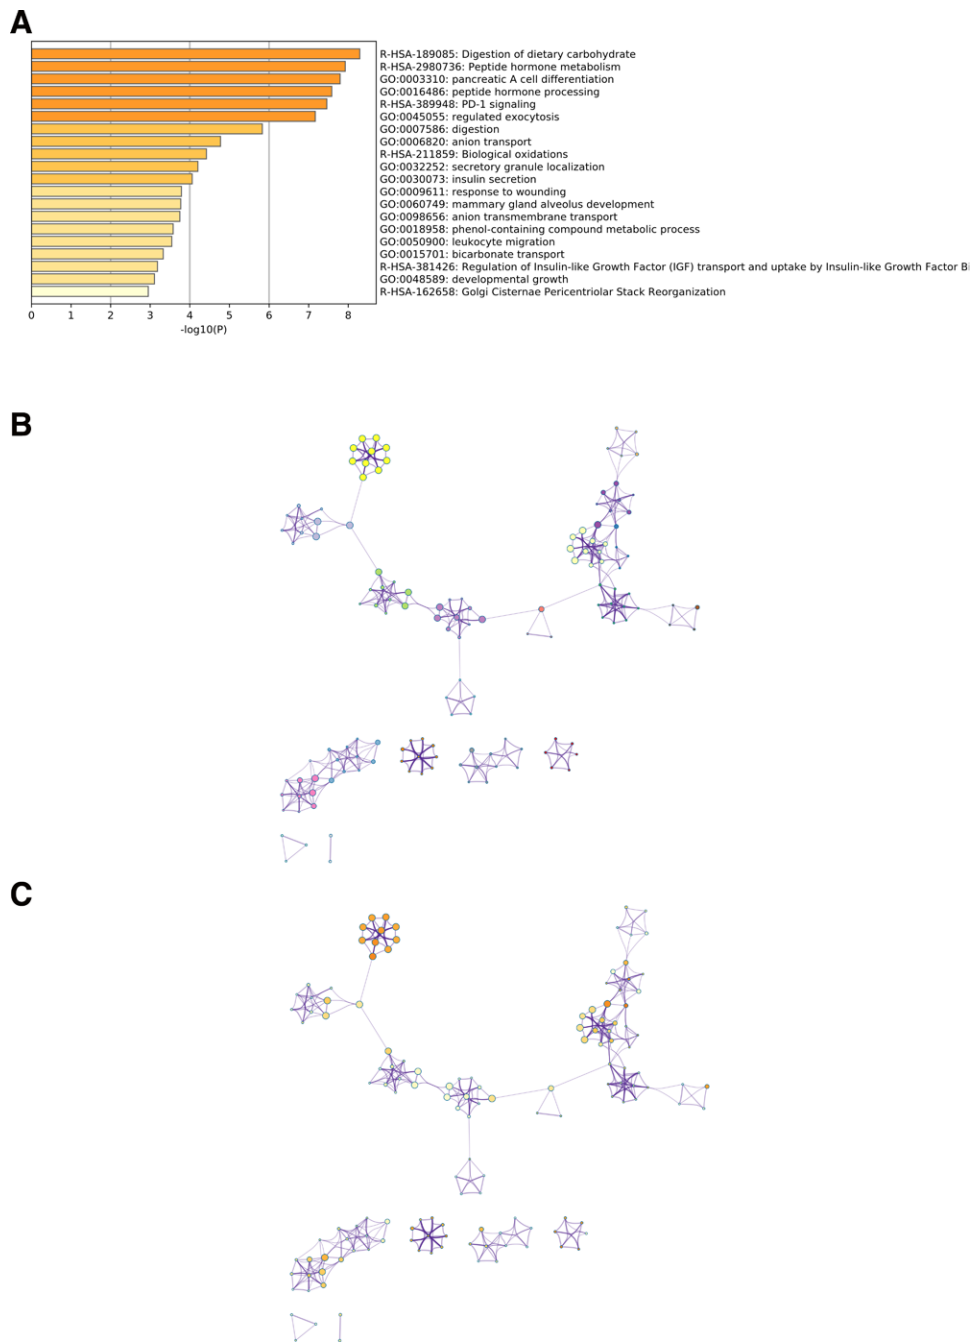 A
R-HSA-189085: Digestion of dietary carbohydrate
R-HSA-2980736: Peptide hormone metabolism
GO:0003310: pancreatic A cell differentiation
GO:0016486: peptide hormone processing
R-HSA-389948: PD-1 signaling
GO:0045055: regulated exocytosis
GO:0007586: digestion
GO:0006820: anion transport
R-HSA-211859: Biological oxidations
GO:0032252: secretory granule localization
GO:0030073: insulin secretion
GO:0009611: response to wounding
GO:0060749: mammary gland alveolus development
GO:0098656: anion transmembrane transport
GO:0018958: phenol-containing compound metabolic process
GO:0050900: leukocyte migration
GO:0015701: bicarbonate transport
R-HSA-381426: Regulation of Insulin-like Growth Factor (IGF) transport and uptake by Insulin-like Growth Factor Bi
GO:0048589: developmental growth
R-HSA-162658: Golgi Cisternae Pericentriolar Stack Reorganization
0 1 2 3 4 5 6 7 8
-log10(P)
B
C